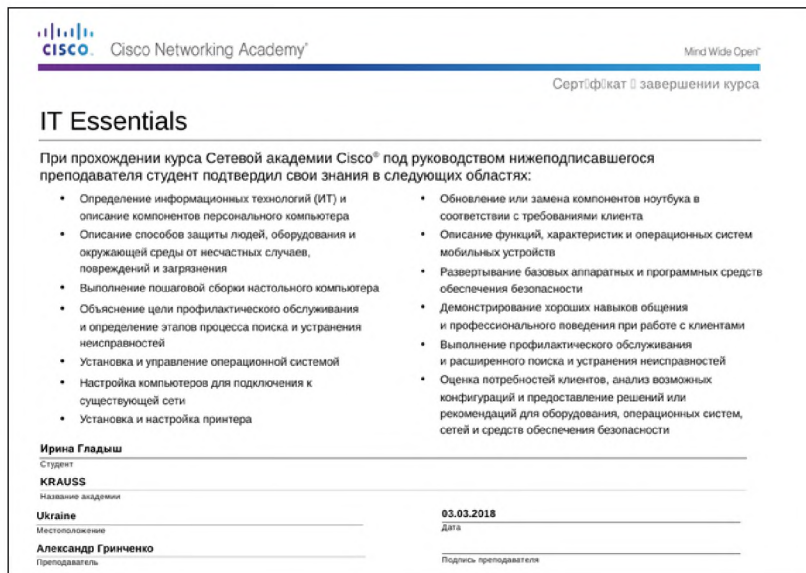 CISCO. Cisco Networking Academy®
Mind Wide Open™
Серт▯ф▯кат ▯ завершении курса
IT Essentials
При прохождении курса Сетевой академии Cisco® под руководством нижеподписавшегося
преподавателя студент подтвердил свои знания в следующих областях:
• Определение информационных технологий (ИТ) и
описание компонентов персонального компьютера
• Описание способов защиты людей, оборудования и
окружающей среды от несчастных случаев,
повреждений и загрязнения
• Выполнение пошаговой сборки настольного компьютера
• Объяснение цели профилактического обслуживания
и определение этапов процесса поиска и устранения
неисправностей
• Установка и управление операционной системой
• Настройка компьютеров для подключения к
существующей сети
• Установка и настройка принтера
• Обновление или замена компонентов ноутбука в
соответствии с требованиями клиента
• Описание функций, характеристик и операционных систем
мобильных устройств
• Развертывание базовых аппаратных и программных средств
обеспечения безопасности
• Демонстрирование хороших навыков общения
и профессионального поведения при работе с клиентами
• Выполнение профилактического обслуживания
и расширенного поиска и устранения неисправностей
• Оценка потребностей клиентов, анализ возможных
конфигураций и предоставление решений или
рекомендаций для оборудования, операционных систем,
сетей и средств обеспечения безопасности
Ирина Гладыш
Студент
KRAUSS
Название академии
Ukraine
Местоположение
03.03.2018
Дата
Александр Гринченко
Преподаватель
Подпись преподавателя